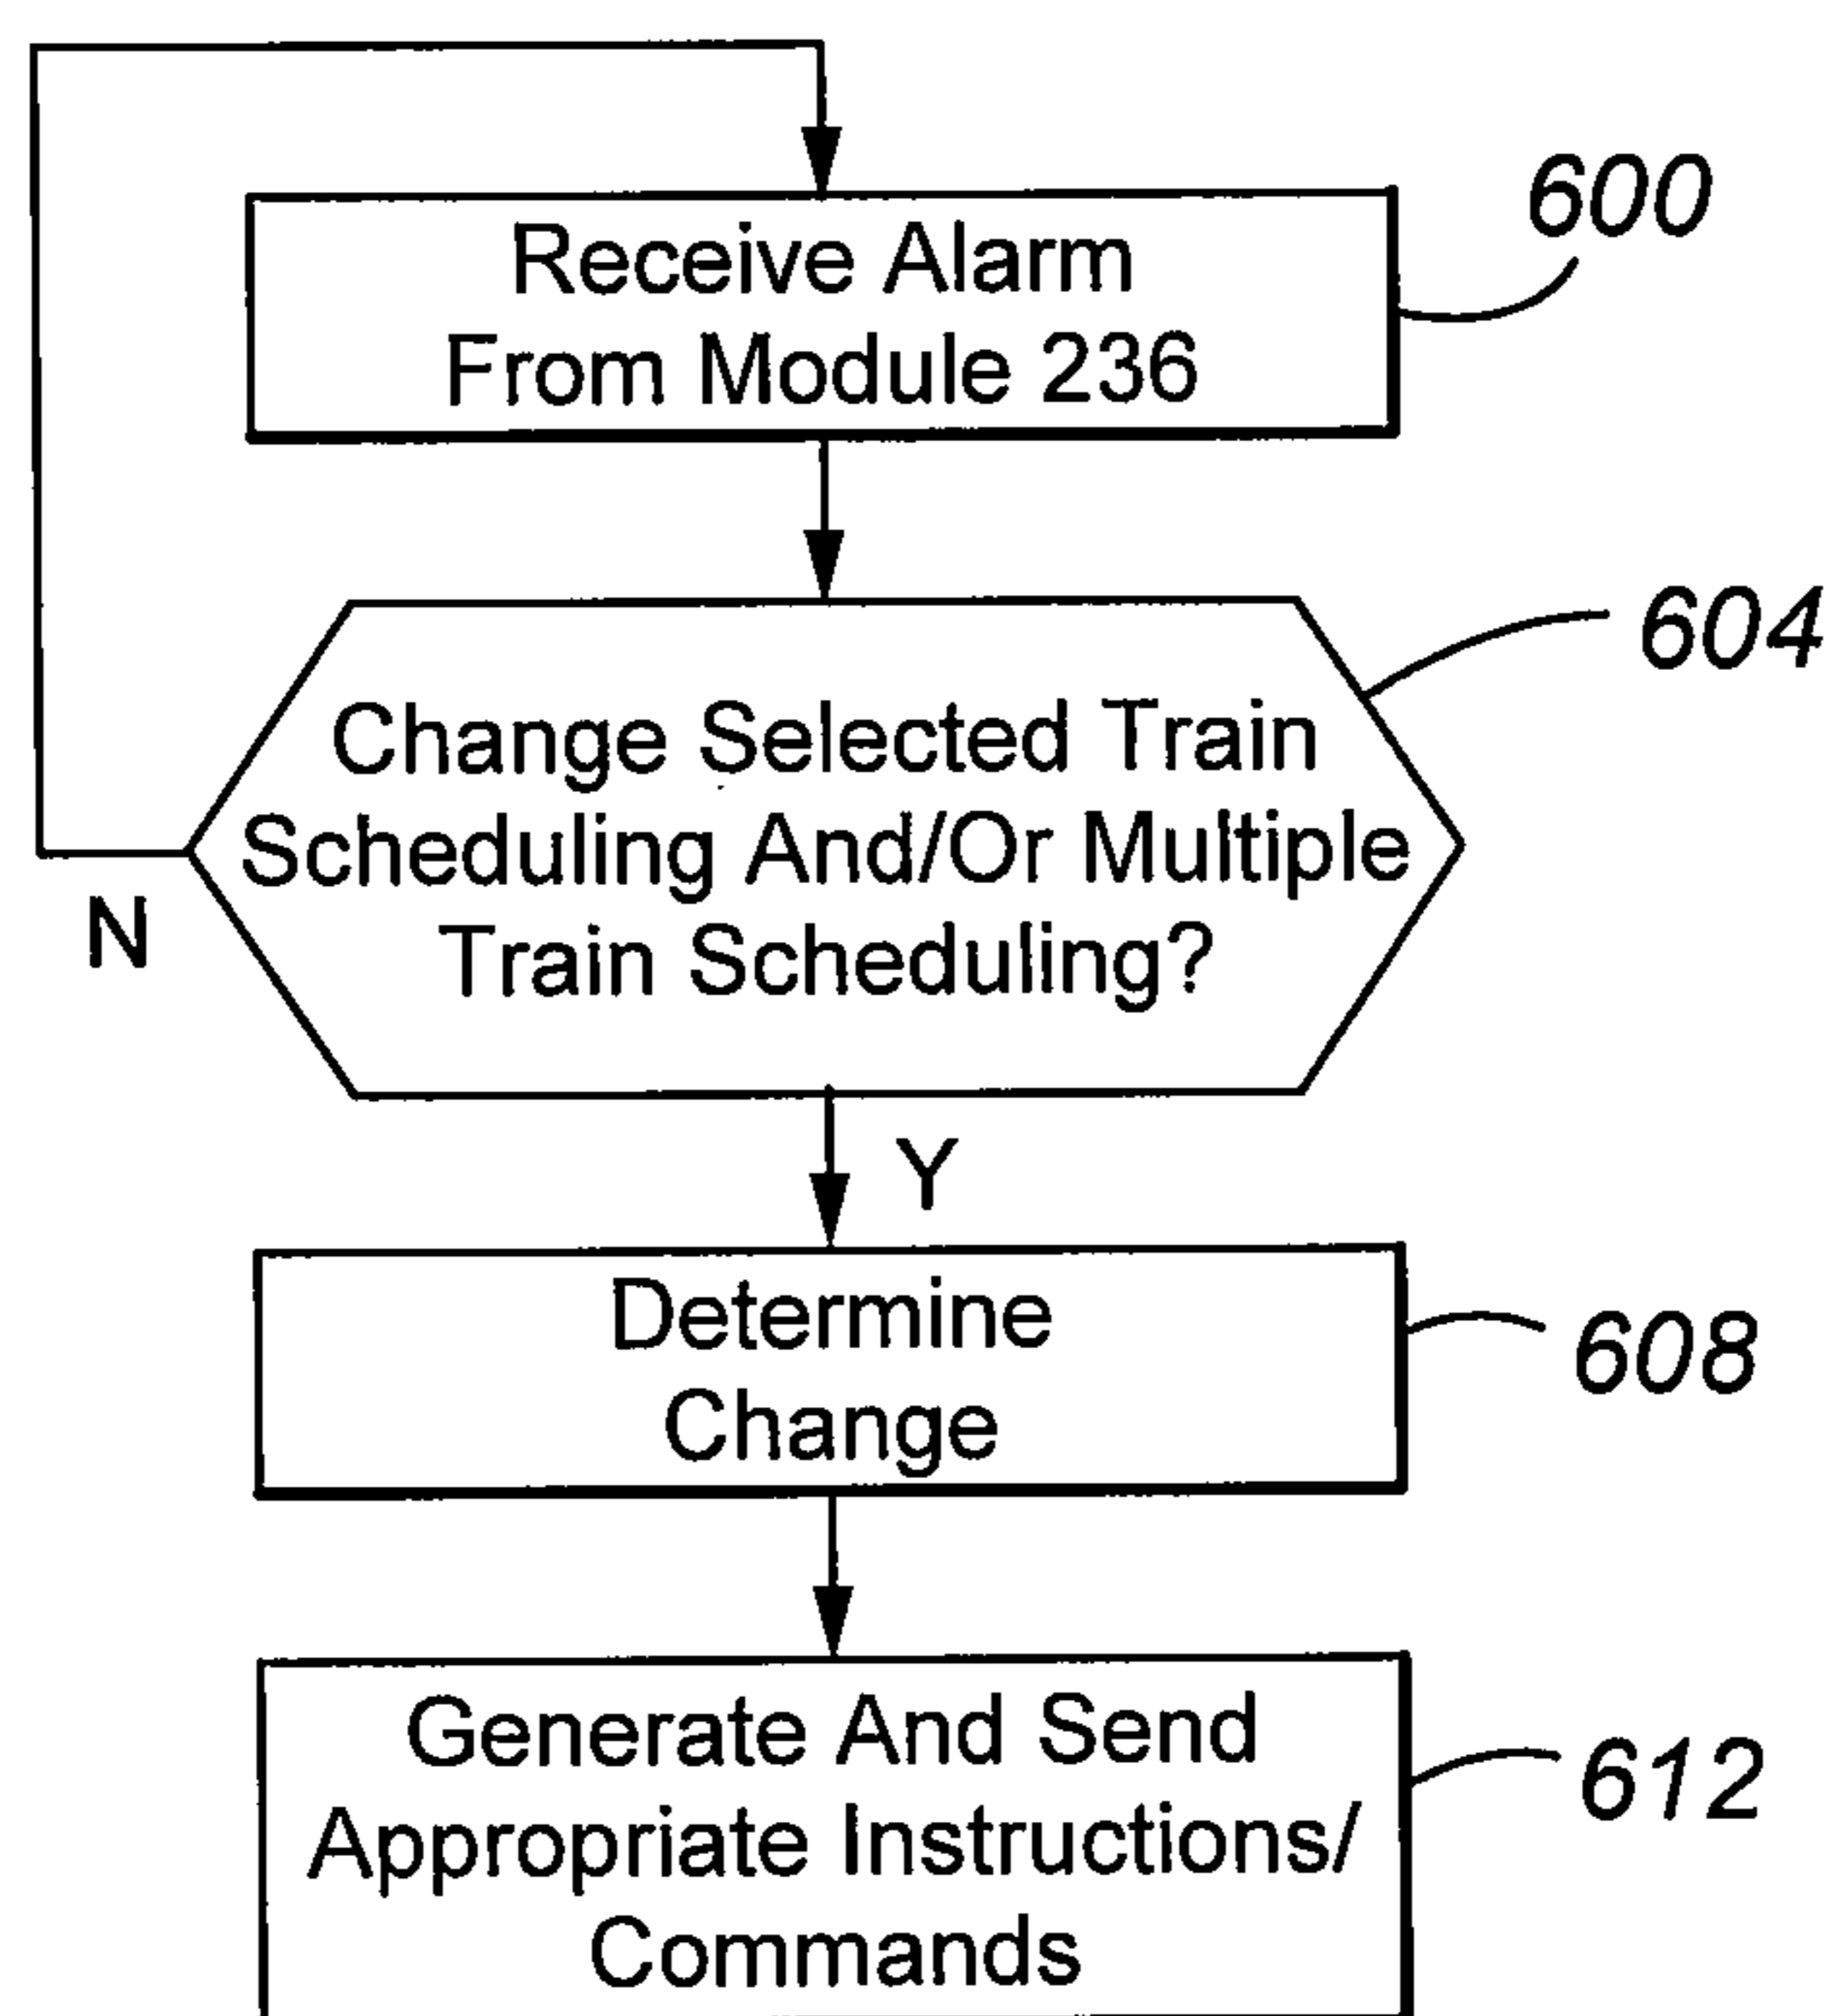 Receive Alarm
From Module 236
600
Change Selected Train
Scheduling And/Or Multiple
Train Scheduling?
604
N
Y
Determine
Change
608
Generate And Send
Appropriate Instructions/
Commands
612